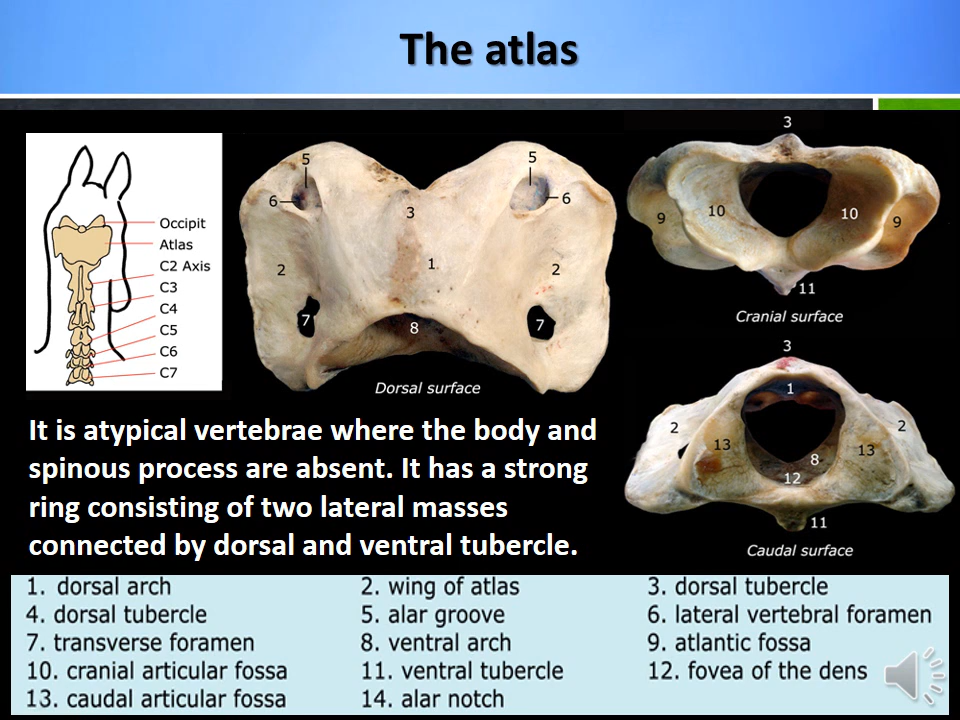 The atlas
Occipit
Atlas
C2 Axis
C3
C4
C5
C6
C7
5
5
6
6
3
2
1
2
7
8
7
Dorsal surface
3
9
10
10
9
11
Cranial surface
3
1
2
2
13
8
13
12
11
Caudal surface
It is atypical vertebrae where the body and
spinous process are absent. It has a strong
ring consisting of two lateral masses
connected by dorsal and ventral tubercle.
1. dorsal arch 2. wing of atlas 3. dorsal tubercle
4. dorsal tubercle 5. alar groove 6. lateral vertebral foramen
7. transverse foramen 8. ventral arch 9. atlantic fossa
10. cranial articular fossa 11. ventral tubercle 12. fovea of the dens
13. caudal articular fossa 14. alar notch